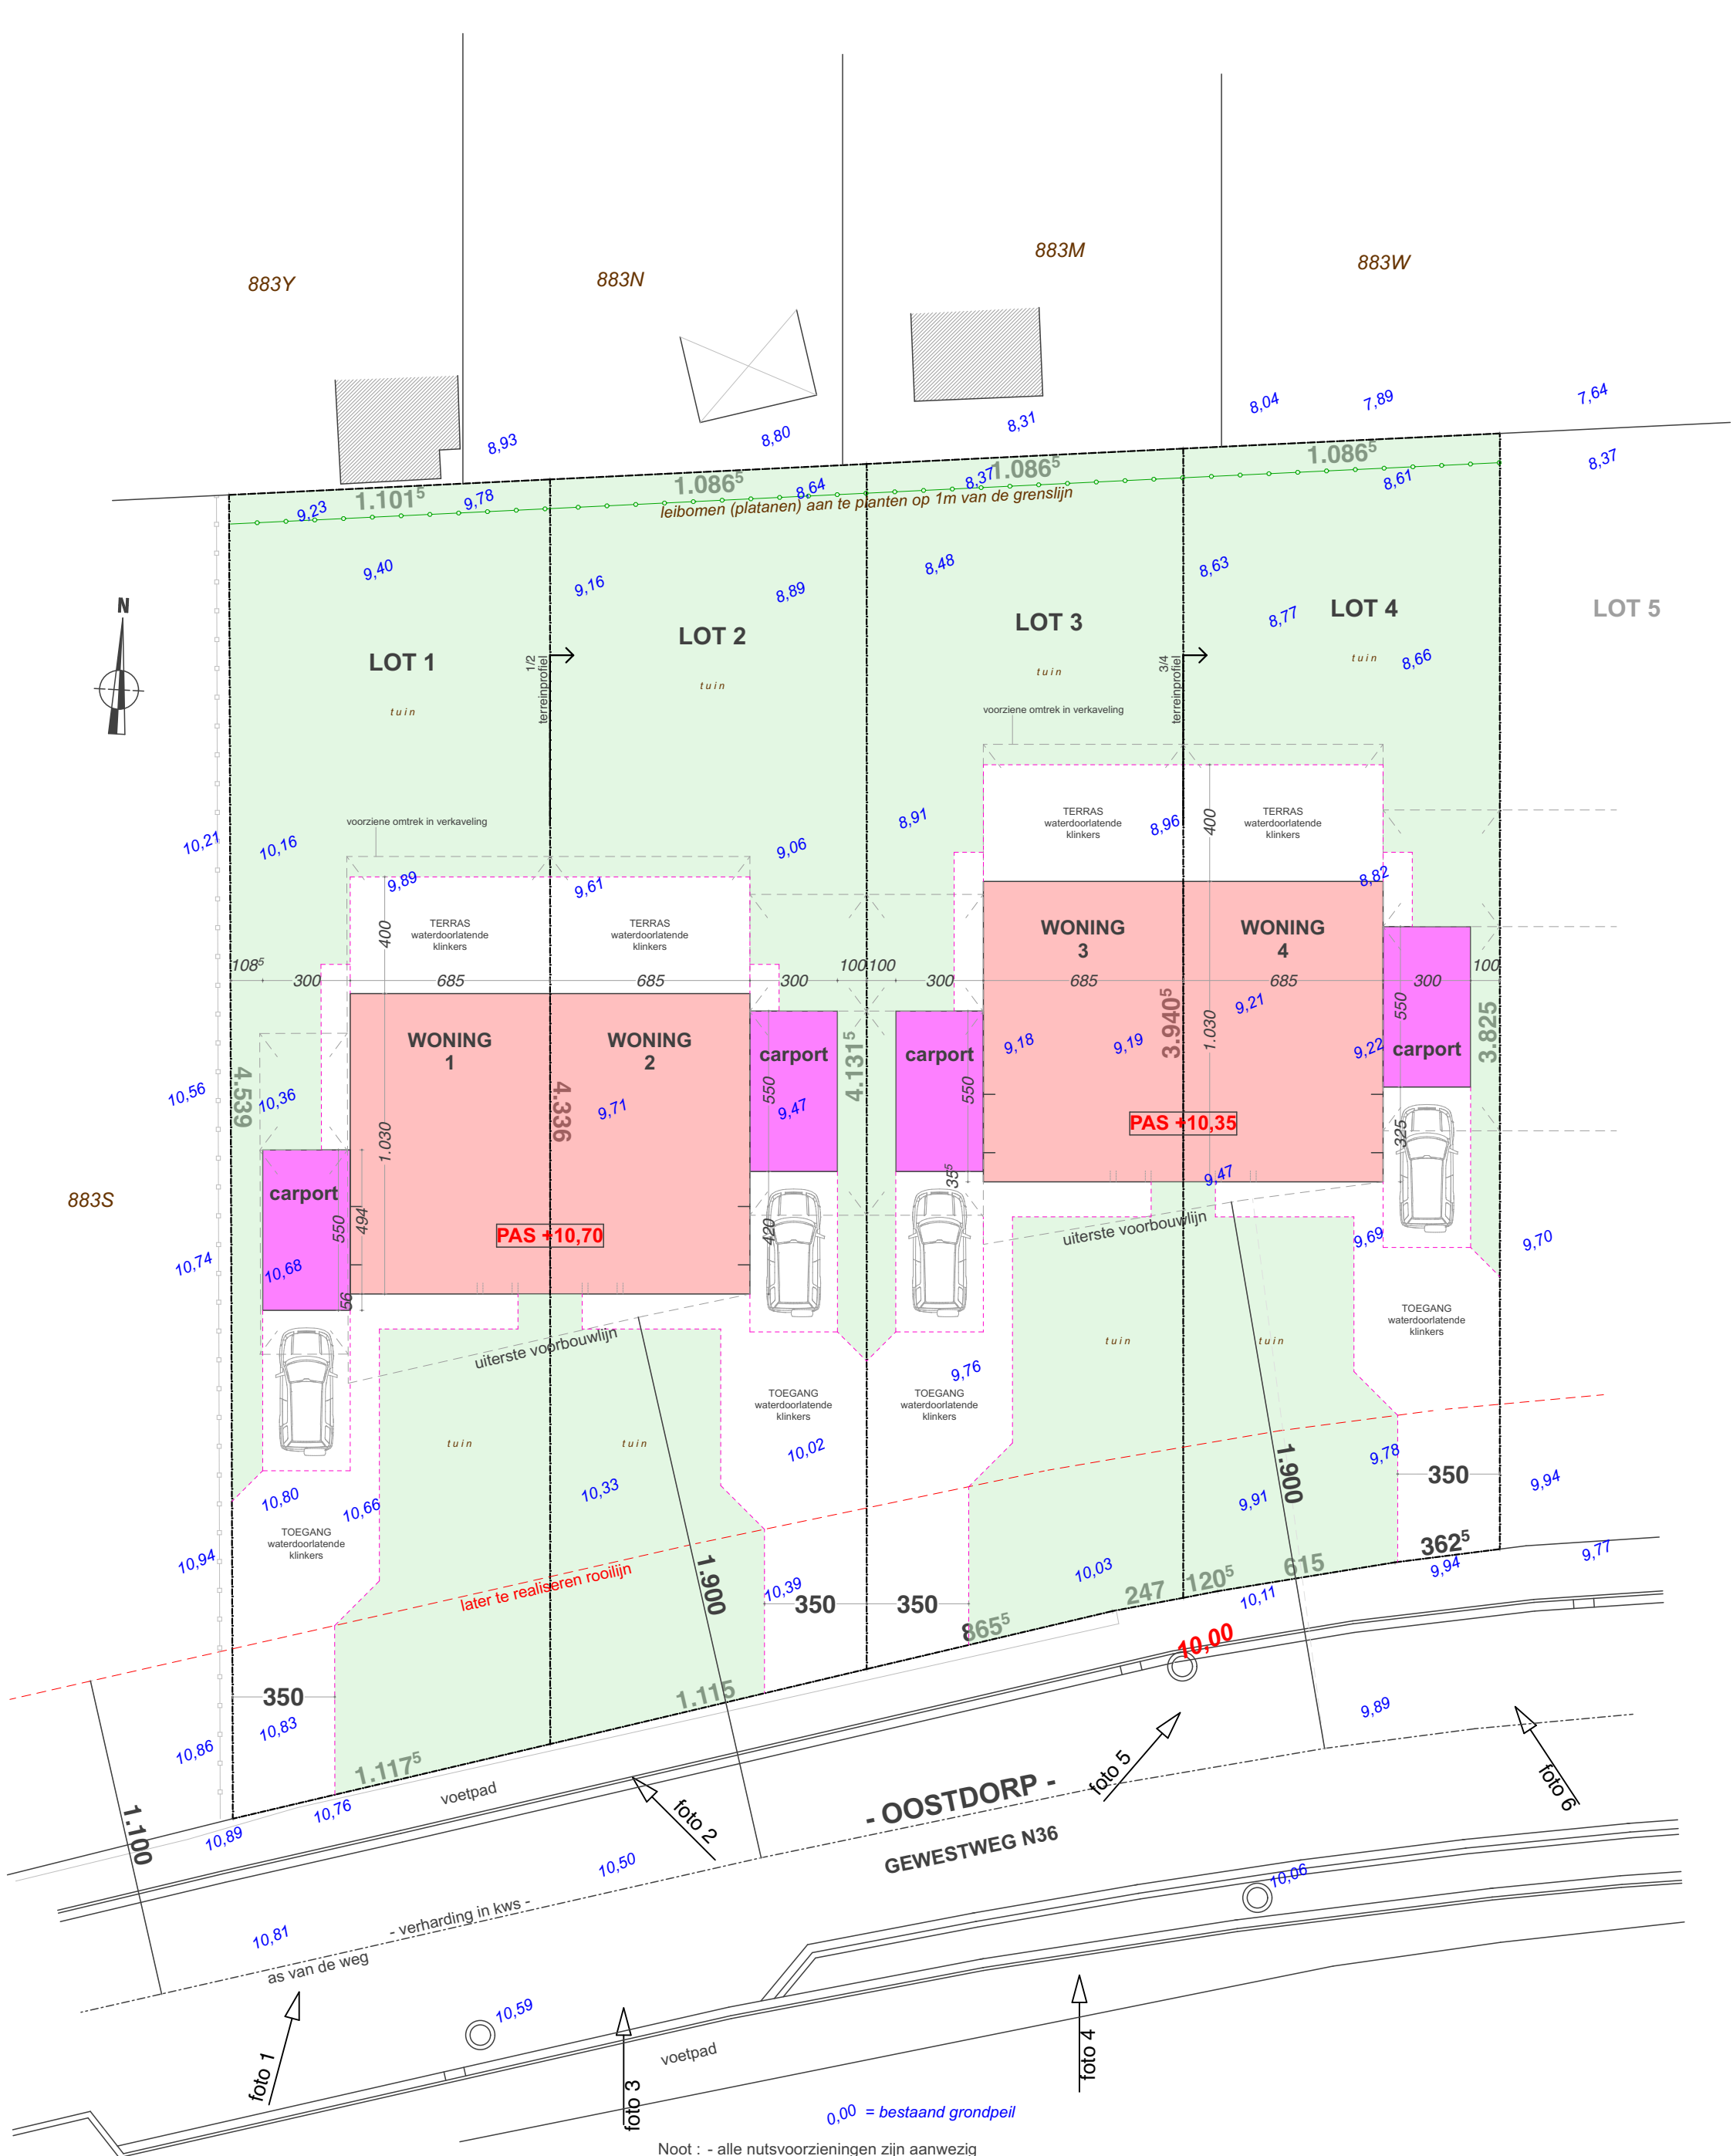 883Y
883N
883M
883W
8,93
8,80
8,31
8,04
7,89
7,64
8,37
1.101⁵
1.086⁵
1.086⁵
1.086⁵
9,23
9,78
8,64
8,37
8,61
leibomen (platanen) aan te planten op 1m van de grenslijn
9,40
9,16
8,89
8,48
8,63
8,77
8,66
N
LOT 1
LOT 2
LOT 3
LOT 4
LOT 5
tuin
tuin
tuin
tuin
1/2
terreinprofiel
3/4
terreinprofiel
voorziene omtrek in verkaveling
voorziene omtrek in verkaveling
10,21
10,16
9,89
9,61
9,06
8,91
8,96
8,82
TERRAS
waterdoorlatende
klinkers
TERRAS
waterdoorlatende
klinkers
TERRAS
waterdoorlatende
klinkers
TERRAS
waterdoorlatende
klinkers
400
400
108⁵
300
685
685
300
100
100
300
685
685
300
100
WONING
1
WONING
2
WONING
3
WONING
4
carport
carport
carport
carport
4.539
4.336
4.131⁵
3.940⁵
3.825
1.030
1.030
550
494
56
550
420
550
35⁵
550
325
10,56
10,36
9,71
9,47
9,18
9,19
9,21
9,22
9,47
PAS +10,70
PAS +10,35
883S
10,74
10,68
9,69
9,70
uiterste voorbouwlijn
uiterste voorbouwlijn
tuin
tuin
tuin
tuin
TOEGANG
waterdoorlatende
klinkers
TOEGANG
waterdoorlatende
klinkers
TOEGANG
waterdoorlatende
klinkers
TOEGANG
waterdoorlatende
klinkers
10,80
10,66
10,33
10,02
9,76
9,78
9,91
9,94
10,94
10,39
10,03
10,11
9,94
9,77
later te realiseren rooilijn
1.900
1.900
1.100
350
350
350
350
362⁵
615
120⁵
247
865⁵
1.115
1.117⁵
10,00
10,86
10,83
10,76
10,89
9,89
voetpad
foto 2
foto 5
foto 6
- OOSTDORP -
GEWESTWEG N36
10,50
10,06
10,81
- verharding in kws -
as van de weg
10,59
foto 1
foto 3
foto 4
voetpad
0,00 = bestaand grondpeil
Noot : - alle nutsvoorzieningen zijn aanwezig